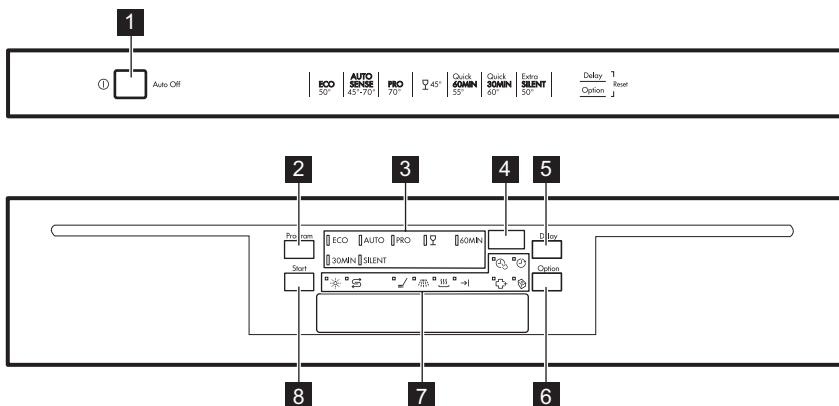 1
Auto Off
ECO 50°
AUTO SENSE 45°-70°
PRO 70°
45°
Quick 60MIN 55°
Quick 30MIN 60°
Extra SILENT 50°
Delay
Option
Reset
2
3
4
5
Program
ECO AUTO PRO 60MIN
Delay
30MIN SILENT
Start
Option
8
7
6